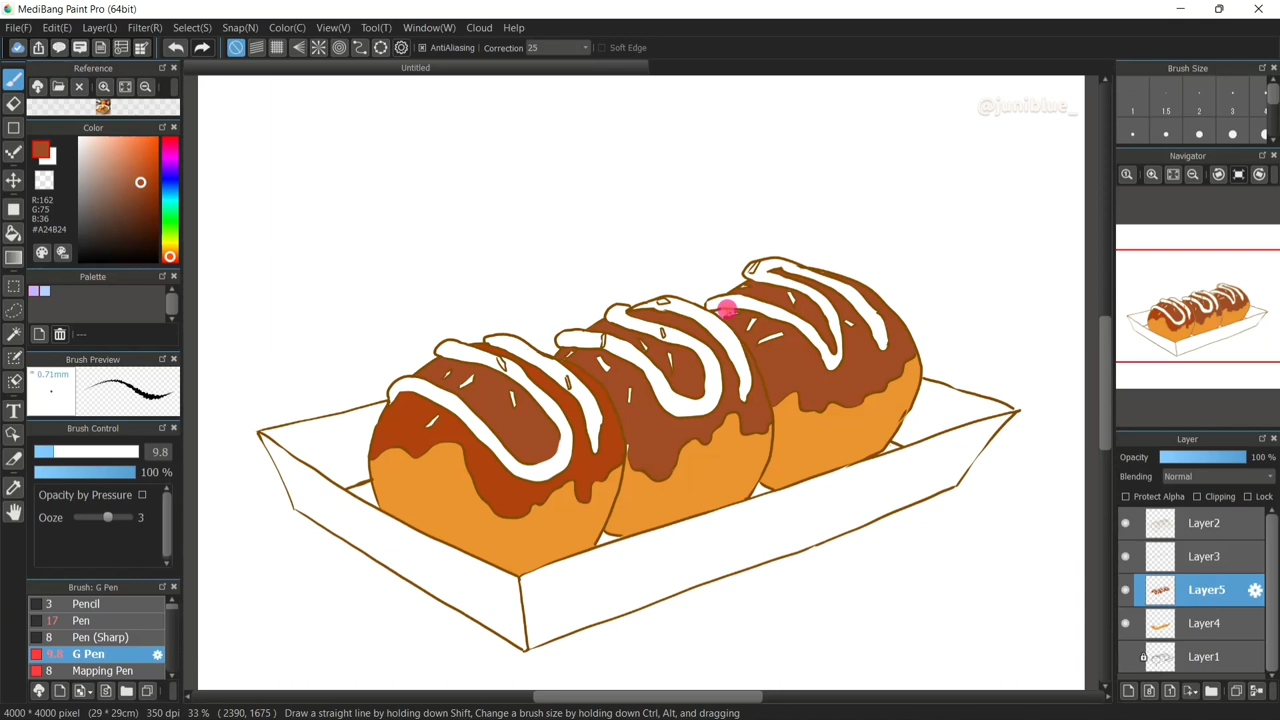 MediBang Paint Pro (64bit)
File(F) Edit(E) Layer(L) Filter(R) Select(S) Snap(N) Color(C) View(V) Tool(T) Window(W) Cloud Help
AntiAliasing Correction 25 Soft Edge
Reference
Untitled
Brush Size
1 1.5 2 3 4
@juniblue_
Color
R:162
G:75
B:36
#A24B24
Navigator
Palette
---
Brush Preview
* 0.71mm
Brush Control
9.8
100 %
Opacity by Pressure
Ooze 3
Layer
Opacity 100 %
Blending Normal
Protect Alpha Clipping Lock
Layer2
Layer3
Layer5
Layer4
Layer1
Brush: G Pen
3 Pencil
17 Pen
8 Pen (Sharp)
9.8 G Pen
8 Mapping Pen
4000 * 4000 pixel (29 * 29cm) 350 dpi 33 % ( 2390, 1675 ) Draw a straight line by holding down Shift, Change a brush size by holding down Ctrl, Alt, and dragging